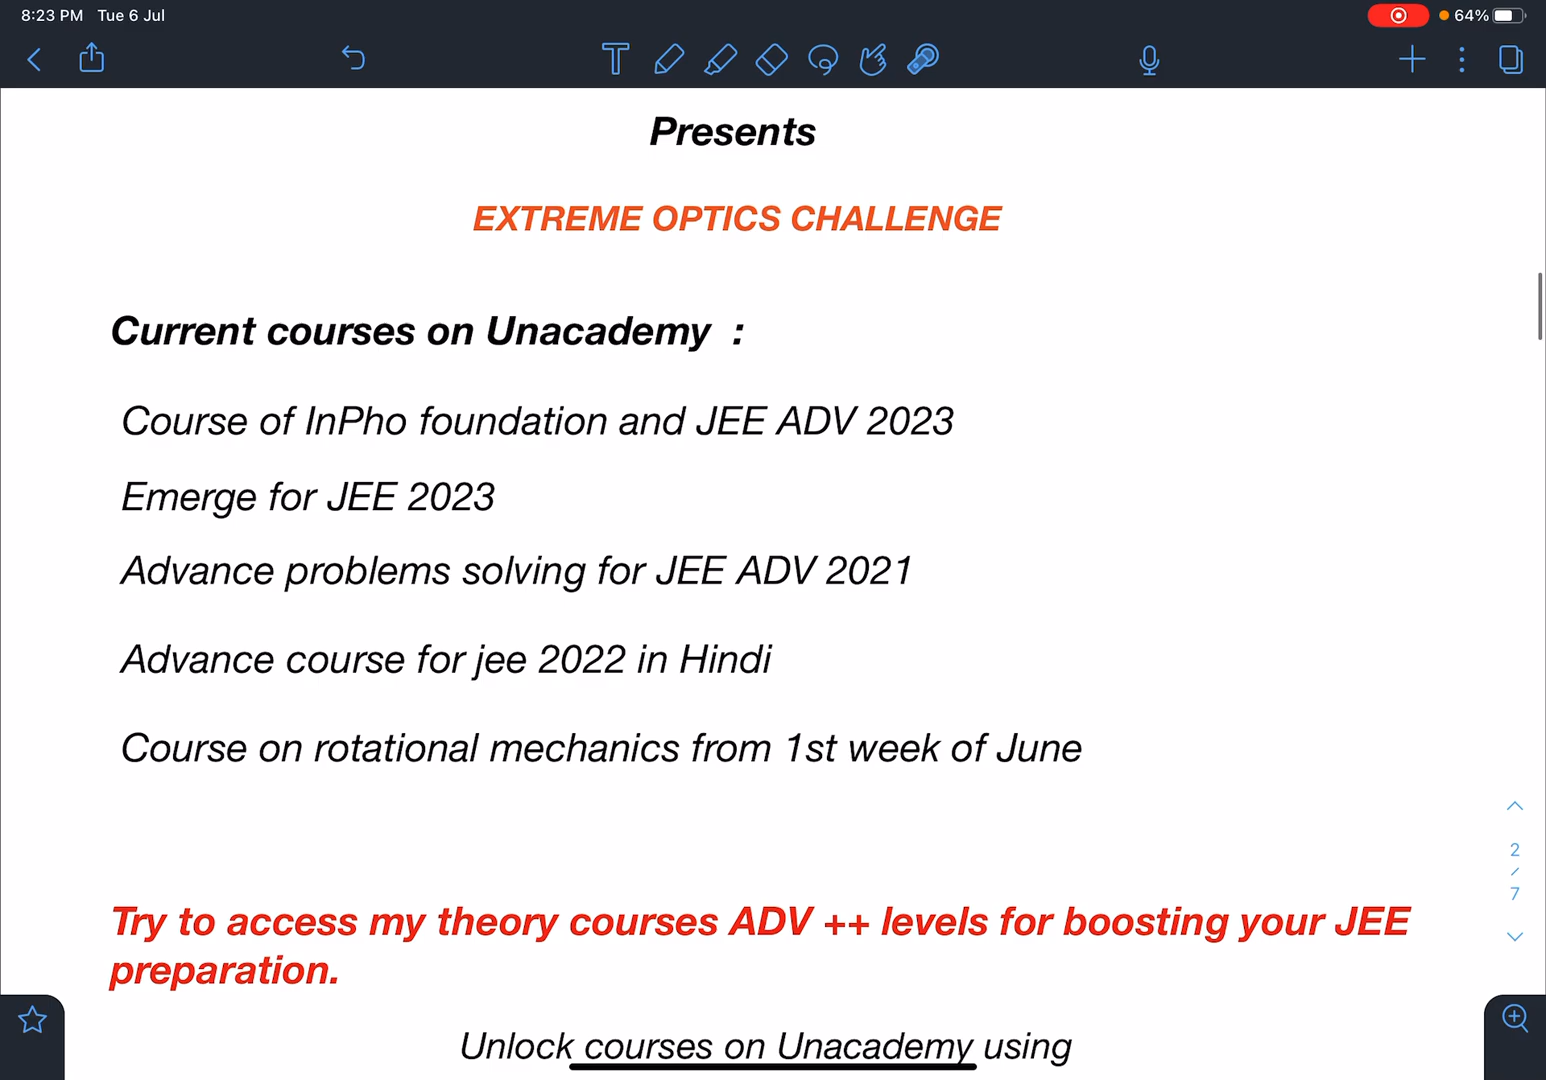 8:23 PM Tue 6 Jul
64%
Presents
EXTREME OPTICS CHALLENGE
Current courses on Unacademy :
Course of InPho foundation and JEE ADV 2023
Emerge for JEE 2023
Advance problems solving for JEE ADV 2021
Advance course for jee 2022 in Hindi
Course on rotational mechanics from 1st week of June
2
/
7
Try to access my theory courses ADV ++ levels for boosting your JEE
preparation.
Unlock courses on Unacademy using